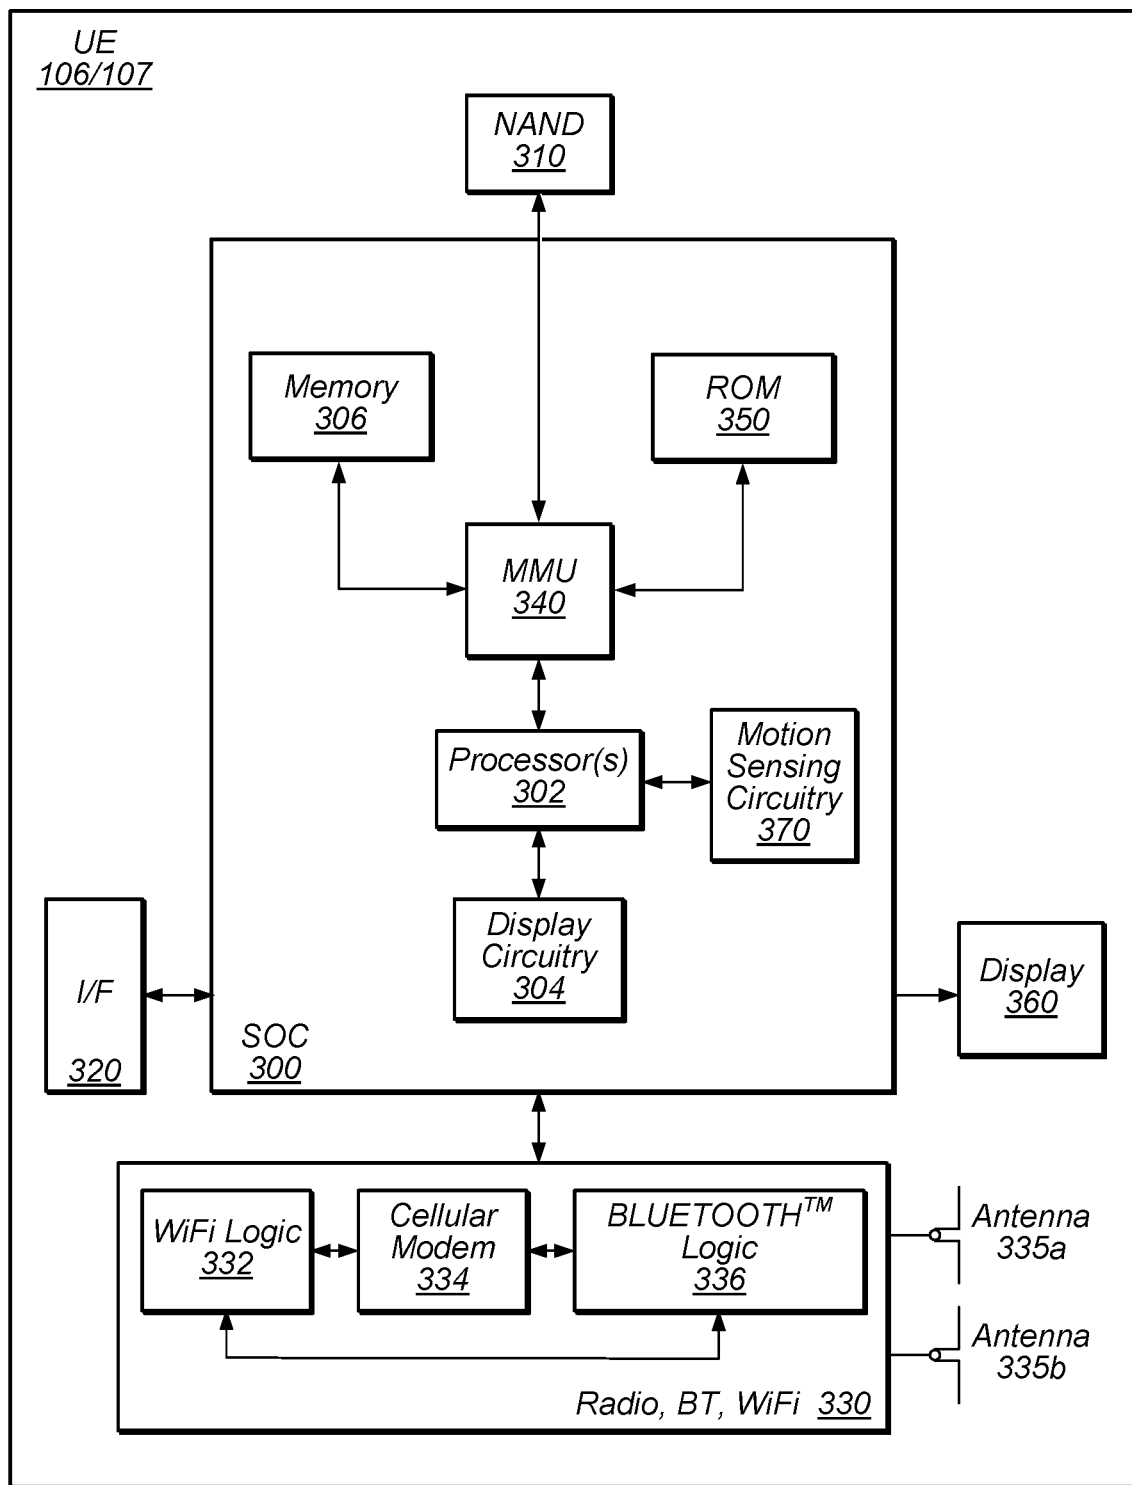 UE
106/107
NAND
310
Memory
306
ROM
350
MMU
340
Processor(s)
302
Motion
Sensing
Circuitry
370
Display
Circuitry
304
I/F
320
SOC
300
Display
360
WiFi Logic
332
Cellular
Modem
334
BLUETOOTH™
Logic
336
Antenna
335a
Antenna
335b
Radio, BT, WiFi 330